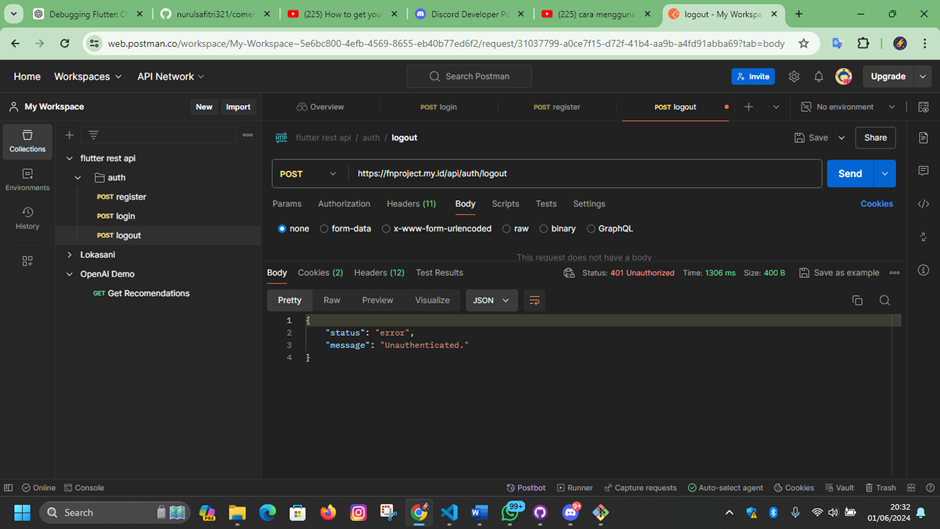 Debugging Flutter: C
nurulsafitri321/comer
(225) How to get you
Discord Developer Po
(225) cara mengguna
logout - My Workspa
web.postman.co/workspace/My-Workspace~5e6bc800-4efb-4569-8655-eb40b77ed6f2/request/31037799-a0ce7f15-d72f-41b4-aa9b-a4fd91abba69?tab=body
Home Workspaces API Network Search Postman Invite Upgrade
My Workspace New Import Overview POST login POST register POST logout No environment
Collections
Environments
History
flutter rest api
auth
POST register
POST login
POST logout
Lokasani
OpenAI Demo
GET Get Recomendations
HTTP flutter rest api / auth / logout Save Share
POST https://fnproject.my.id/api/auth/logout Send
Params Authorization Headers (11) Body Scripts Tests Settings Cookies
none form-data x-www-form-urlencoded raw binary GraphQL
This request does not have a body
Body Cookies (2) Headers (12) Test Results Status: 401 Unauthorized Time: 1306 ms Size: 400 B Save as example
Pretty Raw Preview Visualize JSON
1 {
2 "status": "error",
3 "message": "Unauthenticated."
4 }
Online Console Postbot Runner Capture requests Auto-select agent Cookies Vault Trash
Search 99+ 20:32
01/06/2024